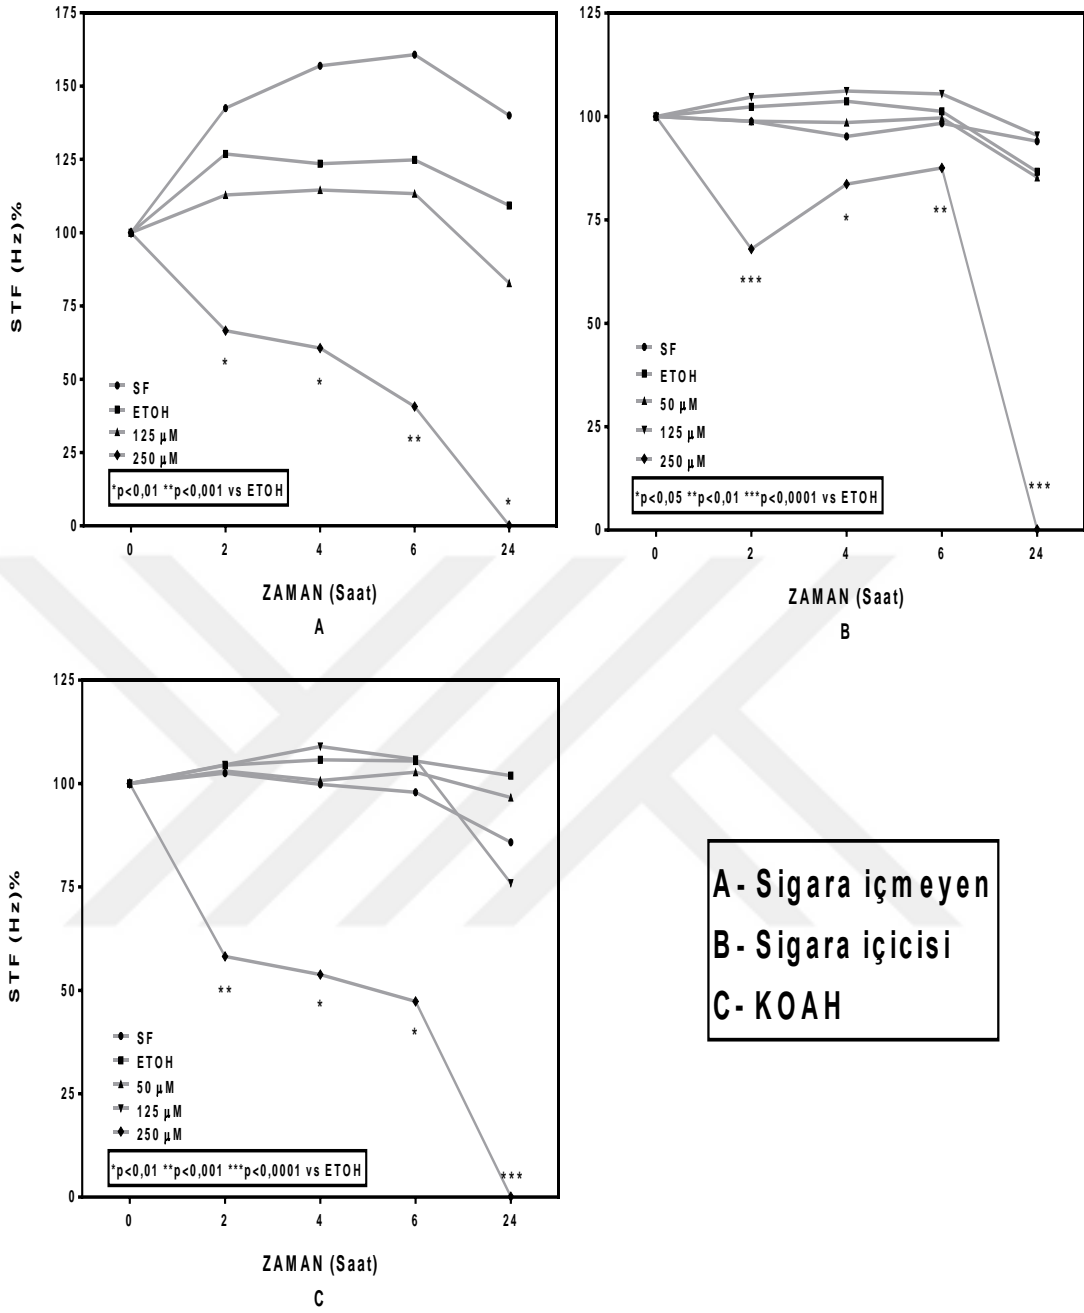 175
150
125
100
75
50
25
0
STF (Hz)%
SF
ETOH
125 µM
250 µM
*p<0,01 **p<0,001 vs ETOH
*
*
**
*
0 2 4 6 24
ZAMAN (Saat)
A
125
100
75
50
25
0
SF
ETOH
50 µM
125 µM
250 µM
*p<0,05 **p<0,01 ***p<0,0001 vs ETOH
***
*
**
***
0 2 4 6 24
ZAMAN (Saat)
B
125
100
75
50
25
0
STF (Hz)%
SF
ETOH
50 µM
125 µM
250 µM
*p<0,01 **p<0,001 ***p<0,0001 vs ETOH
**
*
*
***
0 2 4 6 24
ZAMAN (Saat)
C
A- Sigara içmeyen
B- Sigara içicisi
C- KOAH